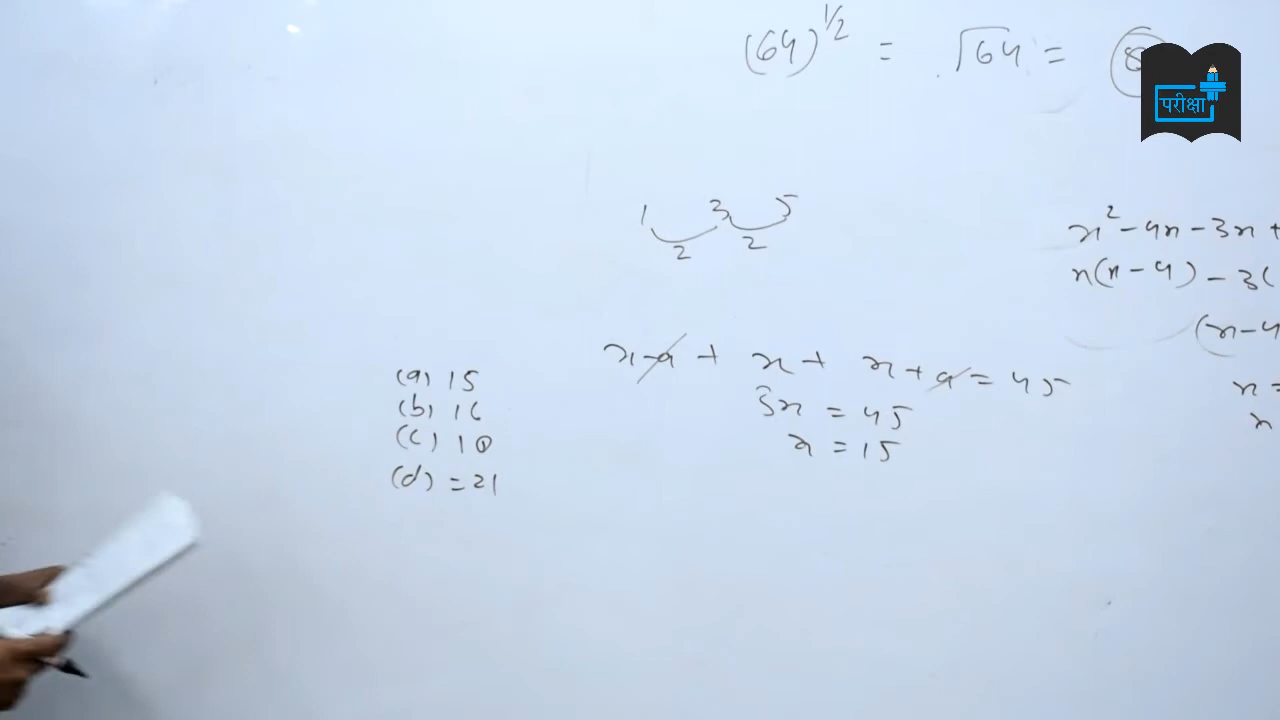 (64)^1/2 = √64 = 8
परीक्षा
1 3 5
2 2
x² - 4x - 3x +
x(x - 4) - 3(
(x - 4
x =
x
x - a + x + x + a = 45
3x = 45
x = 15
(a) 15
(b) 16
(c) 10
(d) = 21